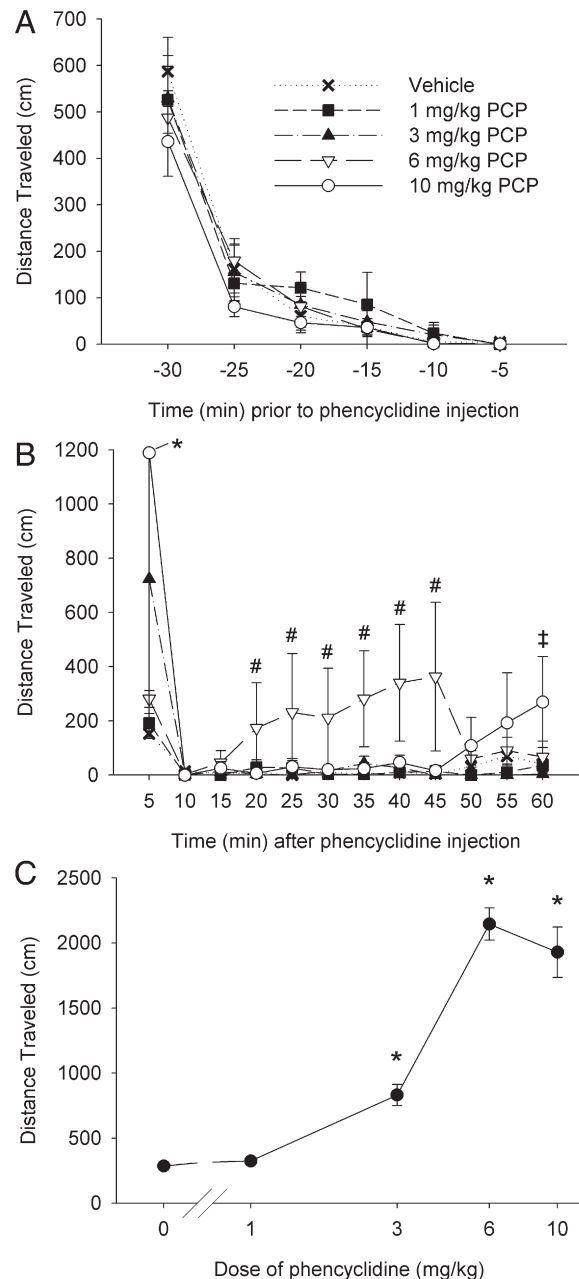 A
700
600
500
400
300
200
100
0
Distance Traveled (cm)
Vehicle
1 mg/kg PCP
3 mg/kg PCP
6 mg/kg PCP
10 mg/kg PCP
-30 -25 -20 -15 -10 -5
Time (min) prior to phencyclidine injection
B
1200
1000
800
600
400
200
0
Distance Traveled (cm)
*
# # # # # # ‡
5 10 15 20 25 30 35 40 45 50 55 60
Time (min) after phencyclidine injection
C
2500
2000
1500
1000
500
0
Distance Traveled (cm)
* * *
0 1 3 6 10
Dose of phencyclidine (mg/kg)